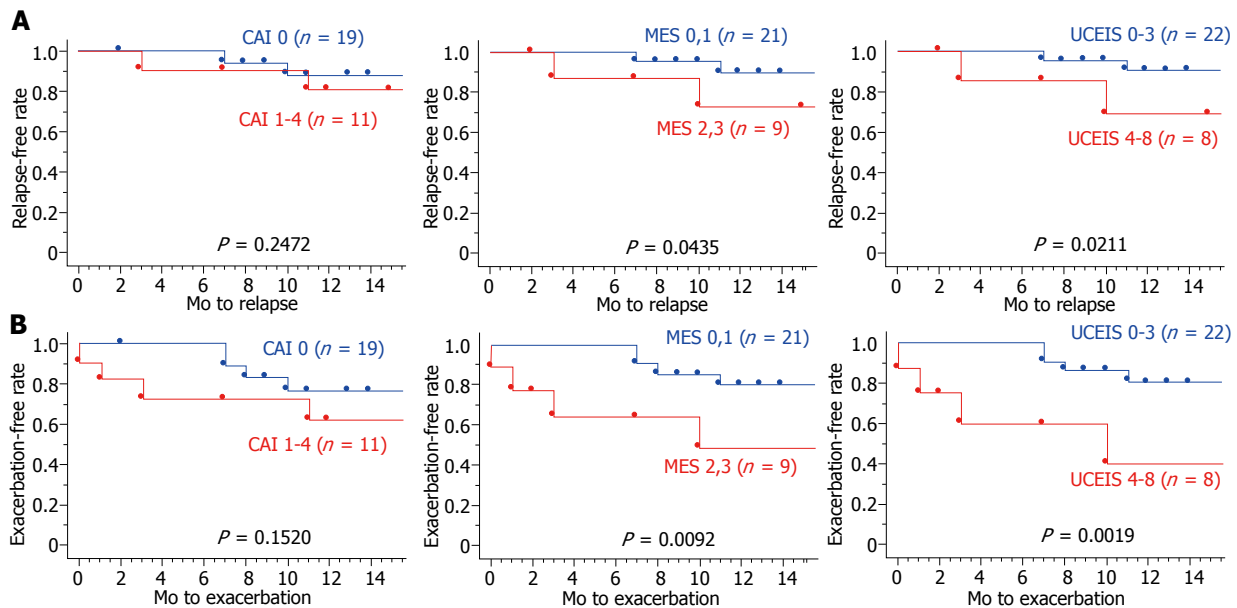 A
CAI 0 (n = 19)
1.0
0.8
0.6
0.4
0.2
0
Relapse-free rate
CAI 1-4 (n = 11)
P = 0.2472
0 2 4 6 8 10 12 14
Mo to relapse
MES 0,1 (n = 21)
1.0
0.8
0.6
0.4
0.2
0
Relapse-free rate
MES 2,3 (n = 9)
P = 0.0435
0 2 4 6 8 10 12 14
Mo to relapse
UCEIS 0-3 (n = 22)
1.0
0.8
0.6
0.4
0.2
0
Relapse-free rate
UCEIS 4-8 (n = 8)
P = 0.0211
0 2 4 6 8 10 12 14
Mo to relapse
B
CAI 0 (n = 19)
1.0
0.8
0.6
0.4
0.2
0
Exacerbation-free rate
CAI 1-4 (n = 11)
P = 0.1520
0 2 4 6 8 10 12 14
Mo to exacerbation
MES 0,1 (n = 21)
1.0
0.8
0.6
0.4
0.2
0
Exacerbation-free rate
MES 2,3 (n = 9)
P = 0.0092
0 2 4 6 8 10 12 14
Mo to exacerbation
UCEIS 0-3 (n = 22)
1.0
0.8
0.6
0.4
0.2
0
Exacerbation-free rate
UCEIS 4-8 (n = 8)
P = 0.0019
0 2 4 6 8 10 12 14
Mo to exacerbation